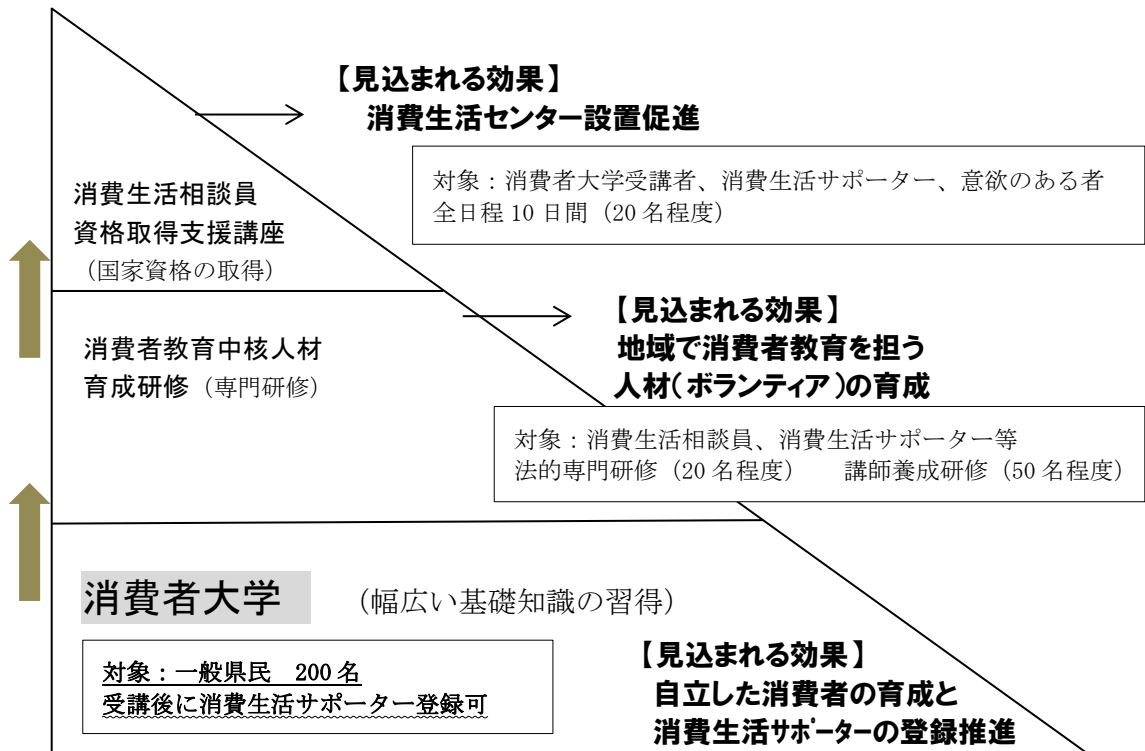 【見込まれる効果】
消費生活センター設置促進
対象：消費者大学受講者、消費生活サポーター、意欲のある者
全日程 10 日間（20 名程度）
消費生活相談員
資格取得支援講座
（国家資格の取得）
【見込まれる効果】
地域で消費者教育を担う
人材（ボランティア）の育成
消費者教育中核人材
育成研修（専門研修）
対象：消費生活相談員、消費生活サポーター等
法的専門研修（20 名程度）　講師養成研修（50 名程度）
消費者大学　（幅広い基礎知識の習得）
対象：一般県民　200 名
受講後に消費生活サポーター登録可
【見込まれる効果】
自立した消費者の育成と
消費生活ｻﾎﾟｰﾀｰの登録推進